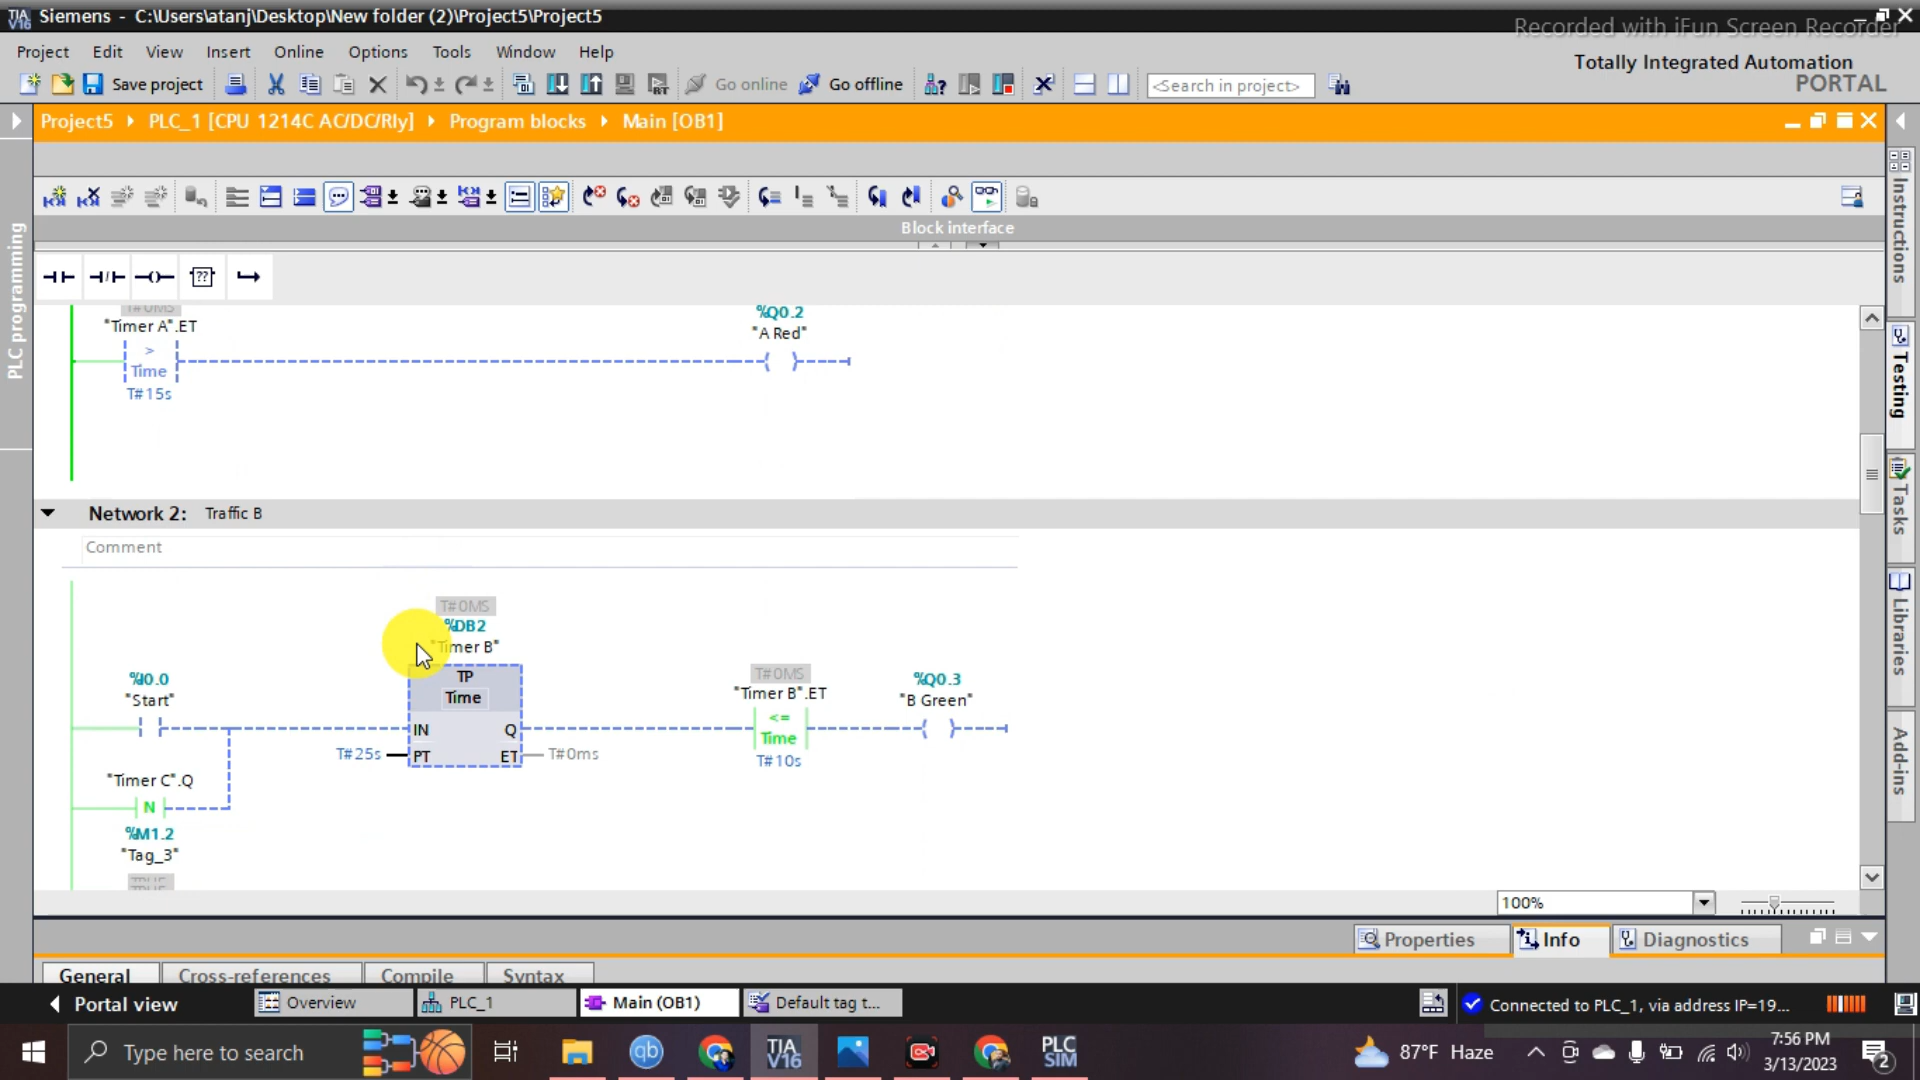 TIA V16 Siemens - C:\Users\atanj\Desktop\New folder (2)\Project5\Project5
Recorded with iFun Screen Recorder
Project Edit View Insert Online Options Tools Window Help
Totally Integrated Automation
PORTAL
Save project
RT
Go online
Go offline
<Search in project>
Project5 PLC_1 [CPU 1214C AC/DC/Rly] Program blocks Main [OB1]
Block interface
??
PLC programming
Instructions
Testing
Tasks
Libraries
Add-ins
T#0MS
"Timer A".ET
>
Time
T#15s
%Q0.2
"A Red"
Network 2: Traffic B
Comment
T#0MS
%DB2
"Timer B"
TP
Time
IN Q
PT ET
T#25s
T#0ms
%I0.0
"Start"
"Timer C".Q
N
%M1.2
"Tag_3"
TRUE
T#0MS
"Timer B".ET
<=
Time
T#10s
%Q0.3
"B Green"
100%
Properties Info Diagnostics
General Cross-references Compile Syntax
Portal view Overview PLC_1 Main (OB1) Default tag t...
Connected to PLC_1, via address IP=19...
Type here to search
qb
TIA
V16
PLC
SIM
87°F Haze
7:56 PM
3/13/2023
2